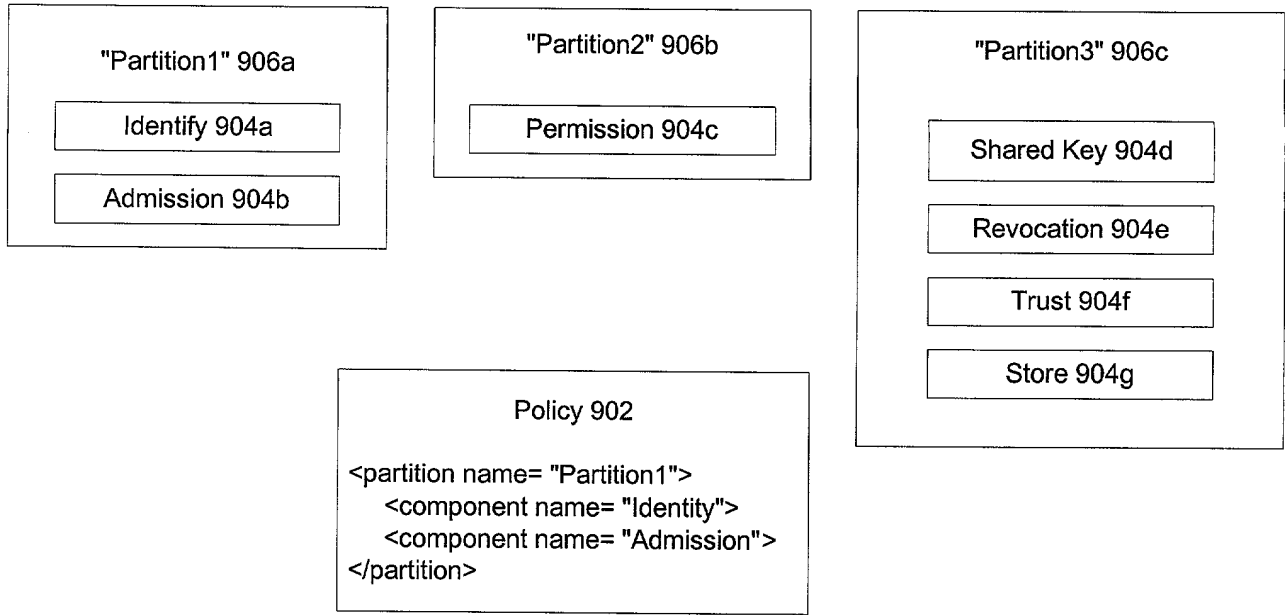 "Partition1" 906a
Identify 904a
Admission 904b
"Partition2" 906b
Permission 904c
"Partition3" 906c
Shared Key 904d
Revocation 904e
Trust 904f
Store 904g
Policy 902
<partition name= "Partition1">
<component name= "Identity">
<component name= "Admission">
</partition>